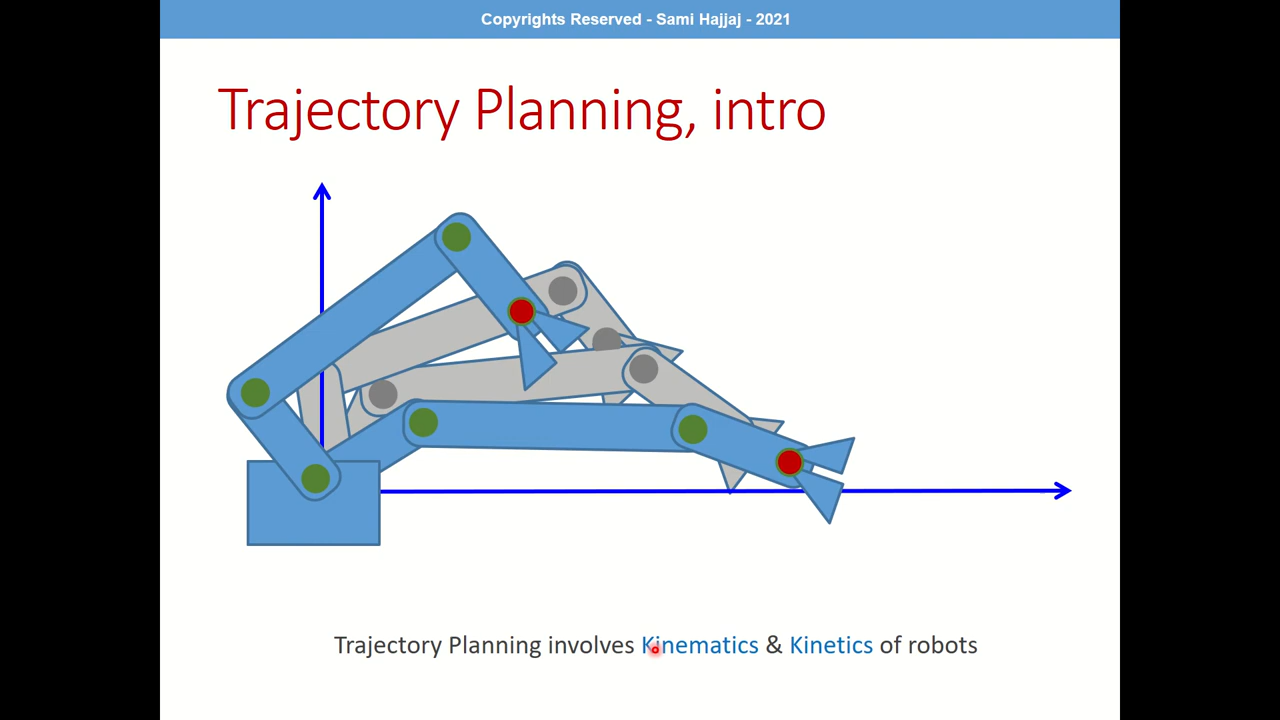 Copyrights Reserved - Sami Hajjaj - 2021
Trajectory Planning, intro
Trajectory Planning involves Kinematics & Kinetics of robots